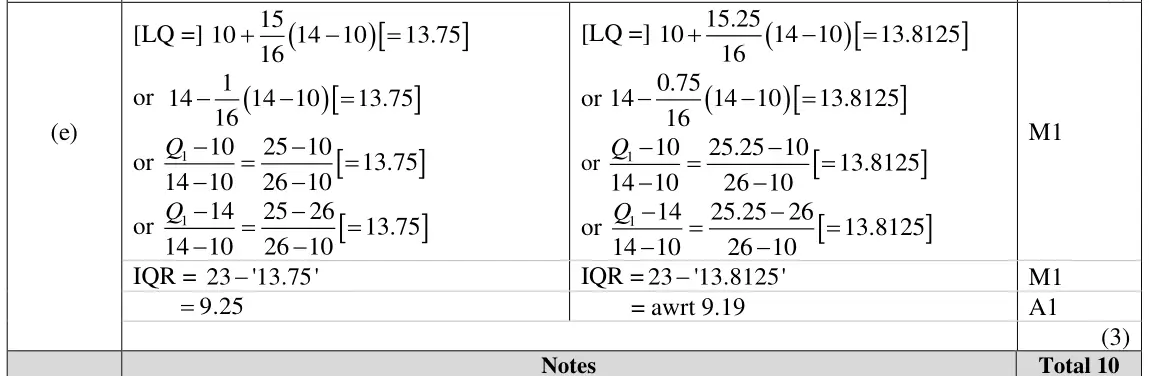 (e)
[LQ =] 10 + 15/16 (14 − 10) [= 13.75]
or 14 − 1/16 (14 − 10) [= 13.75]
or (Q₁ − 10)/(14 − 10) = (25 − 10)/(26 − 10) [= 13.75]
or (Q₁ − 14)/(14 − 10) = (25 − 26)/(26 − 10) [= 13.75]
[LQ =] 10 + 15.25/16 (14 − 10) [= 13.8125]
or 14 − 0.75/16 (14 − 10) [= 13.8125]
or (Q₁ − 10)/(14 − 10) = (25.25 − 10)/(26 − 10) [= 13.8125]
or (Q₁ − 14)/(14 − 10) = (25.25 − 26)/(26 − 10) [= 13.8125]
M1
IQR = 23 − '13.75' IQR = 23 − '13.8125' M1
= 9.25 = awrt 9.19 A1
(3)
Notes Total 10